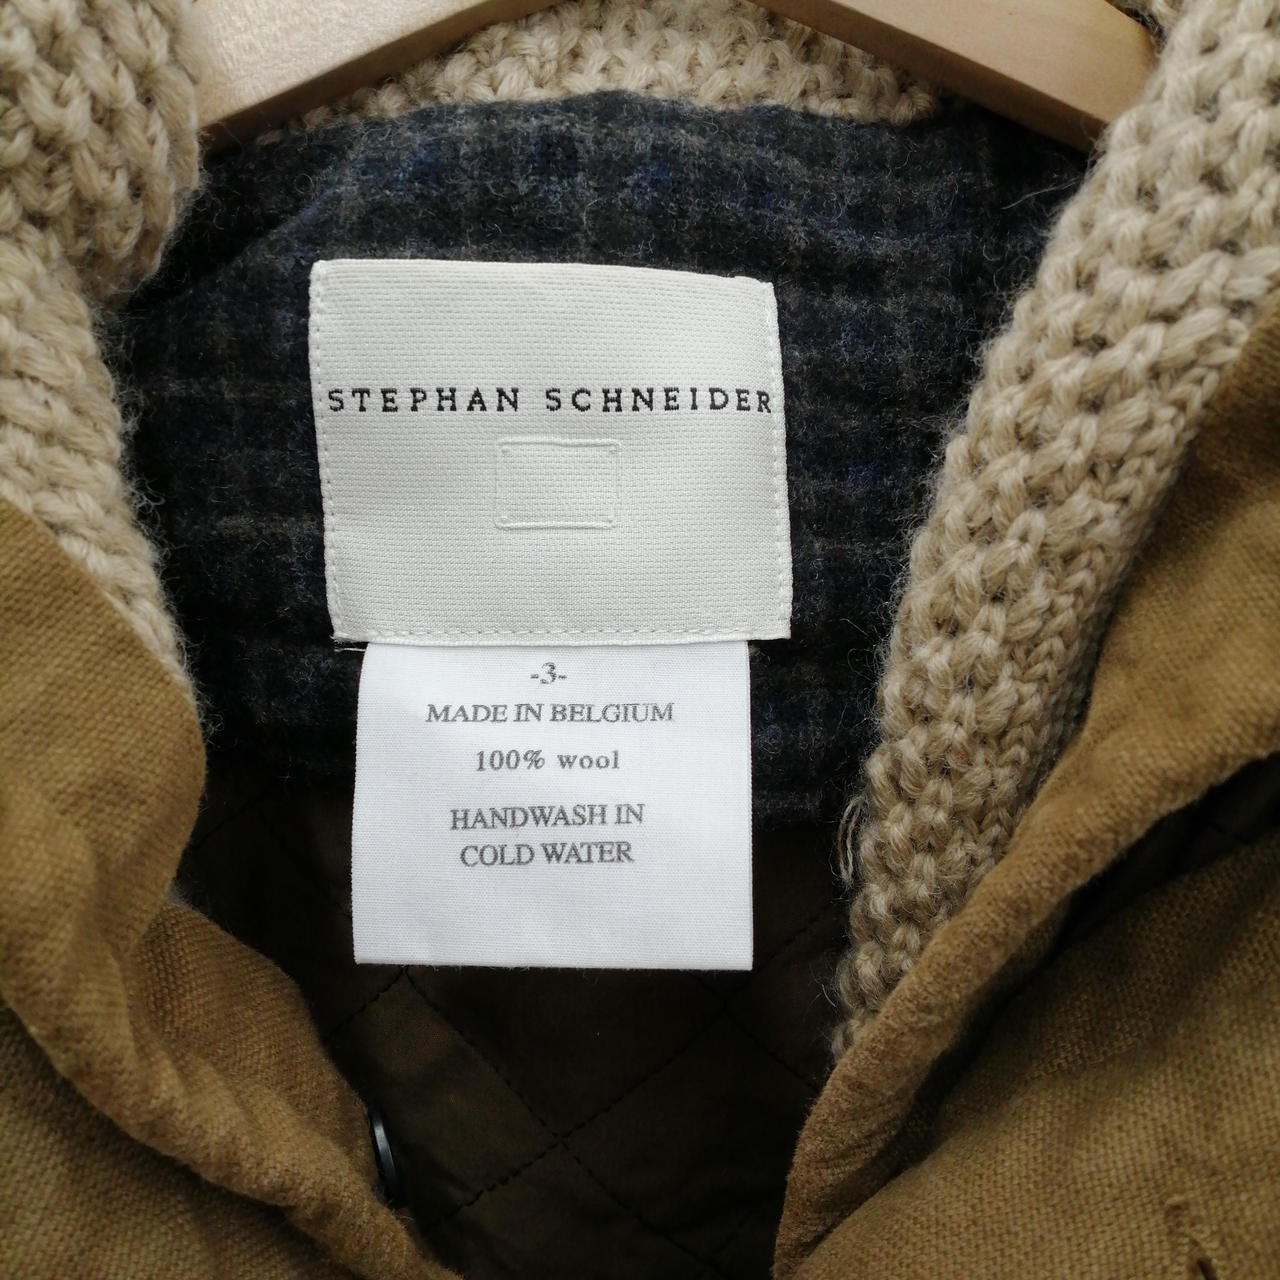 STEPHAN SCHNEIDER
-3-
MADE IN BELGIUM
100% wool
HANDWASH IN
COLD WATER